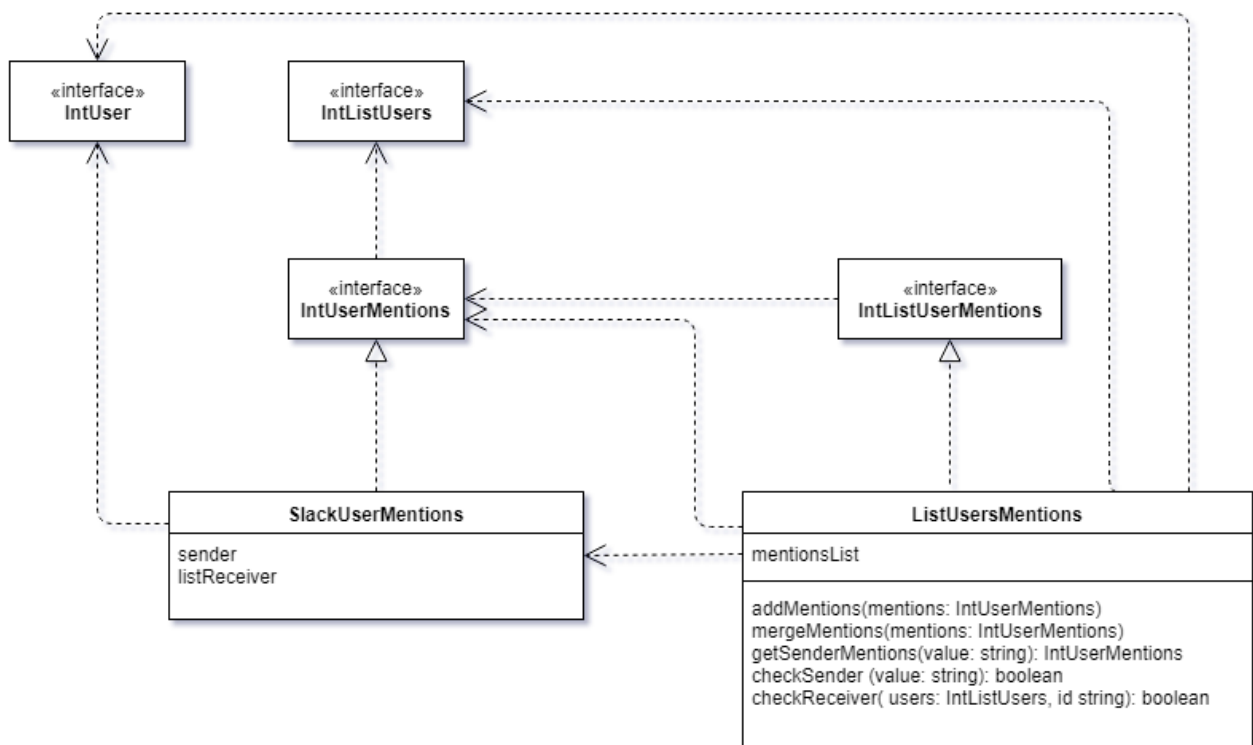 «interface»
IntUser
«interface»
IntListUsers
«interface»
IntUserMentions
«interface»
IntListUserMentions
SlackUserMentions
sender
listReceiver
ListUsersMentions
mentionsList
addMentions(mentions: IntUserMentions)
mergeMentions(mentions: IntUserMentions)
getSenderMentions(value: string): IntUserMentions
checkSender (value: string): boolean
checkReceiver( users: IntListUsers, id string): boolean